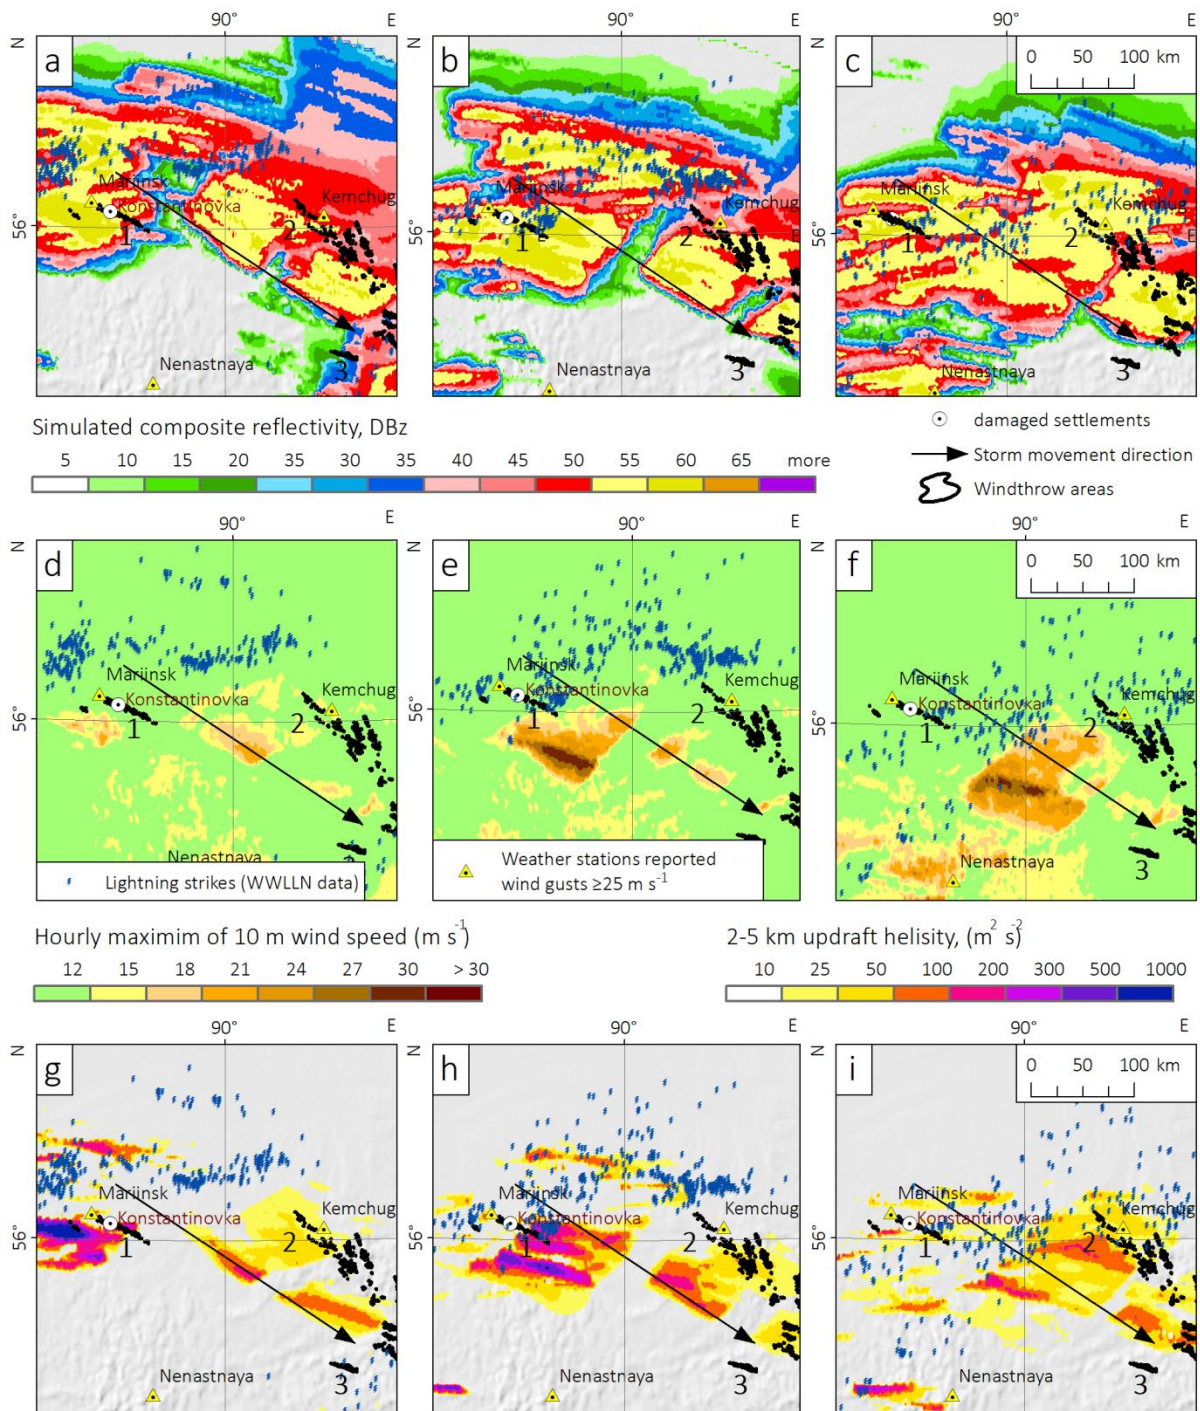 90° E 90° E 90° E
N a b c 0 50 100 km
Mariinsk Mariinsk Mariinsk
Konstantinovka
Kemchug Kemchug Kemchug
56° 1 2 56° 1 2 56° 1 2
3 3 3
Nenastnaya Nenastnaya Nenastnaya
Simulated composite reflectivity, DBz
5 10 15 20 35 30 35 40 45 50 55 60 65 more
damaged settlements
Storm movement direction
Windthrow areas
90° E 90° E 90° E
N d N e N f 0 50 100 km
Mariinsk Mariinsk Mariinsk
Konstantinovka Konstantinovka Konstantinovka
Kemchug Kemchug Kemchug
56° 1 2 56° 1 2 56° 1 2
3
Nenastnaya Nenastnaya
Lightning strikes (WWLLN data)
Weather stations reported
wind gusts ≥25 m s⁻¹
Hourly maximim of 10 m wind speed (m s⁻¹)
12 15 18 21 24 27 30 > 30
2-5 km updraft helisity, (m² s)⁻²
10 25 50 100 200 300 500 1000
90° E 90° E 90° E
N g N h N i 0 50 100 km
Mariinsk Mariinsk Mariinsk
Konstantinovka Konstantinovka Konstantinovka
Kemchug Kemchug Kemchug
56° 1 2 56° 1 2 56° 1 2
3 3 3
Nenastnaya Nenastnaya Nenastnaya